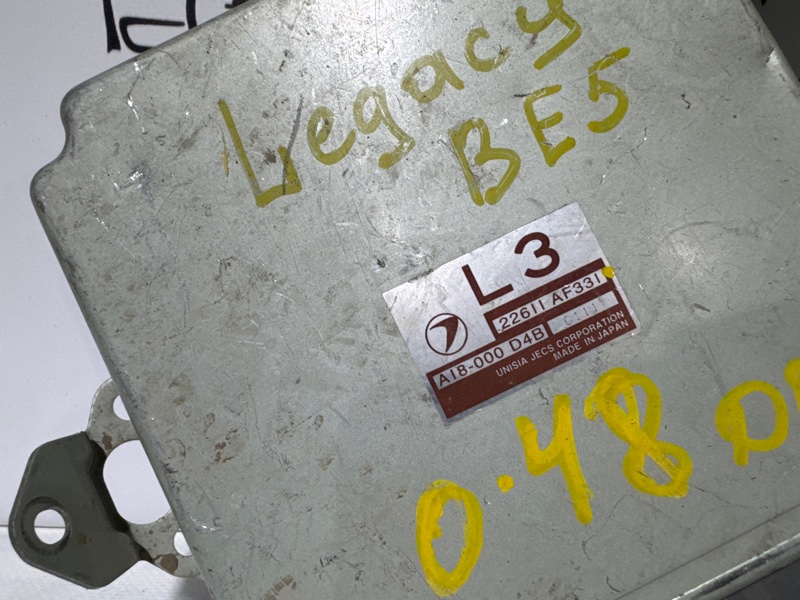 Legacy
BE5
L3
22611 AF331
A18-000 D4B
UNISIA JECS CORPORATION
MADE IN JAPAN
0.48